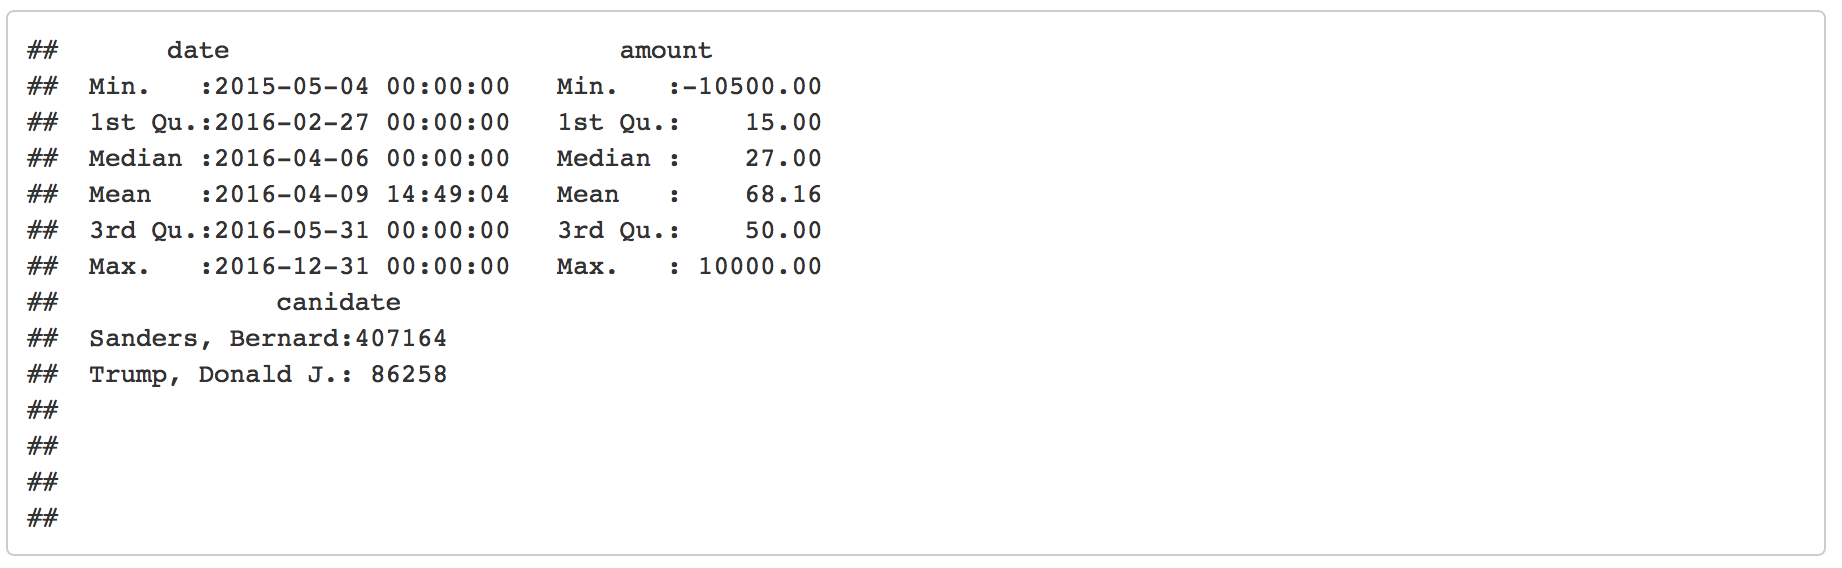 ##       date                         amount
##  Min.   :2015-05-04 00:00:00   Min.   :-10500.00
##  1st Qu.:2016-02-27 00:00:00   1st Qu.:    15.00
##  Median :2016-04-06 00:00:00   Median :    27.00
##  Mean   :2016-04-09 14:49:04   Mean   :    68.16
##  3rd Qu.:2016-05-31 00:00:00   3rd Qu.:    50.00
##  Max.   :2016-12-31 00:00:00   Max.   : 10000.00
##              canidate
##  Sanders, Bernard:407164
##  Trump, Donald J.: 86258
##
##
##
##